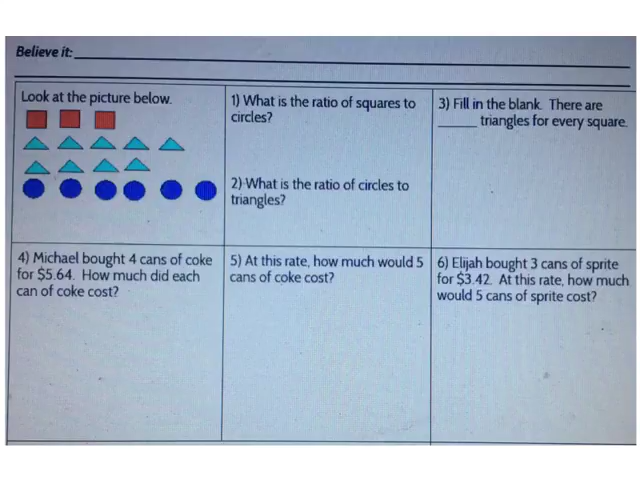 Believe it:
Look at the picture below.
1) What is the ratio of squares to
circles?
2) What is the ratio of circles to
triangles?
3) Fill in the blank. There are
______ triangles for every square.
4) Michael bought 4 cans of coke
for $5.64. How much did each
can of coke cost?
5) At this rate, how much would 5
cans of coke cost?
6) Elijah bought 3 cans of sprite
for $3.42. At this rate, how much
would 5 cans of sprite cost?